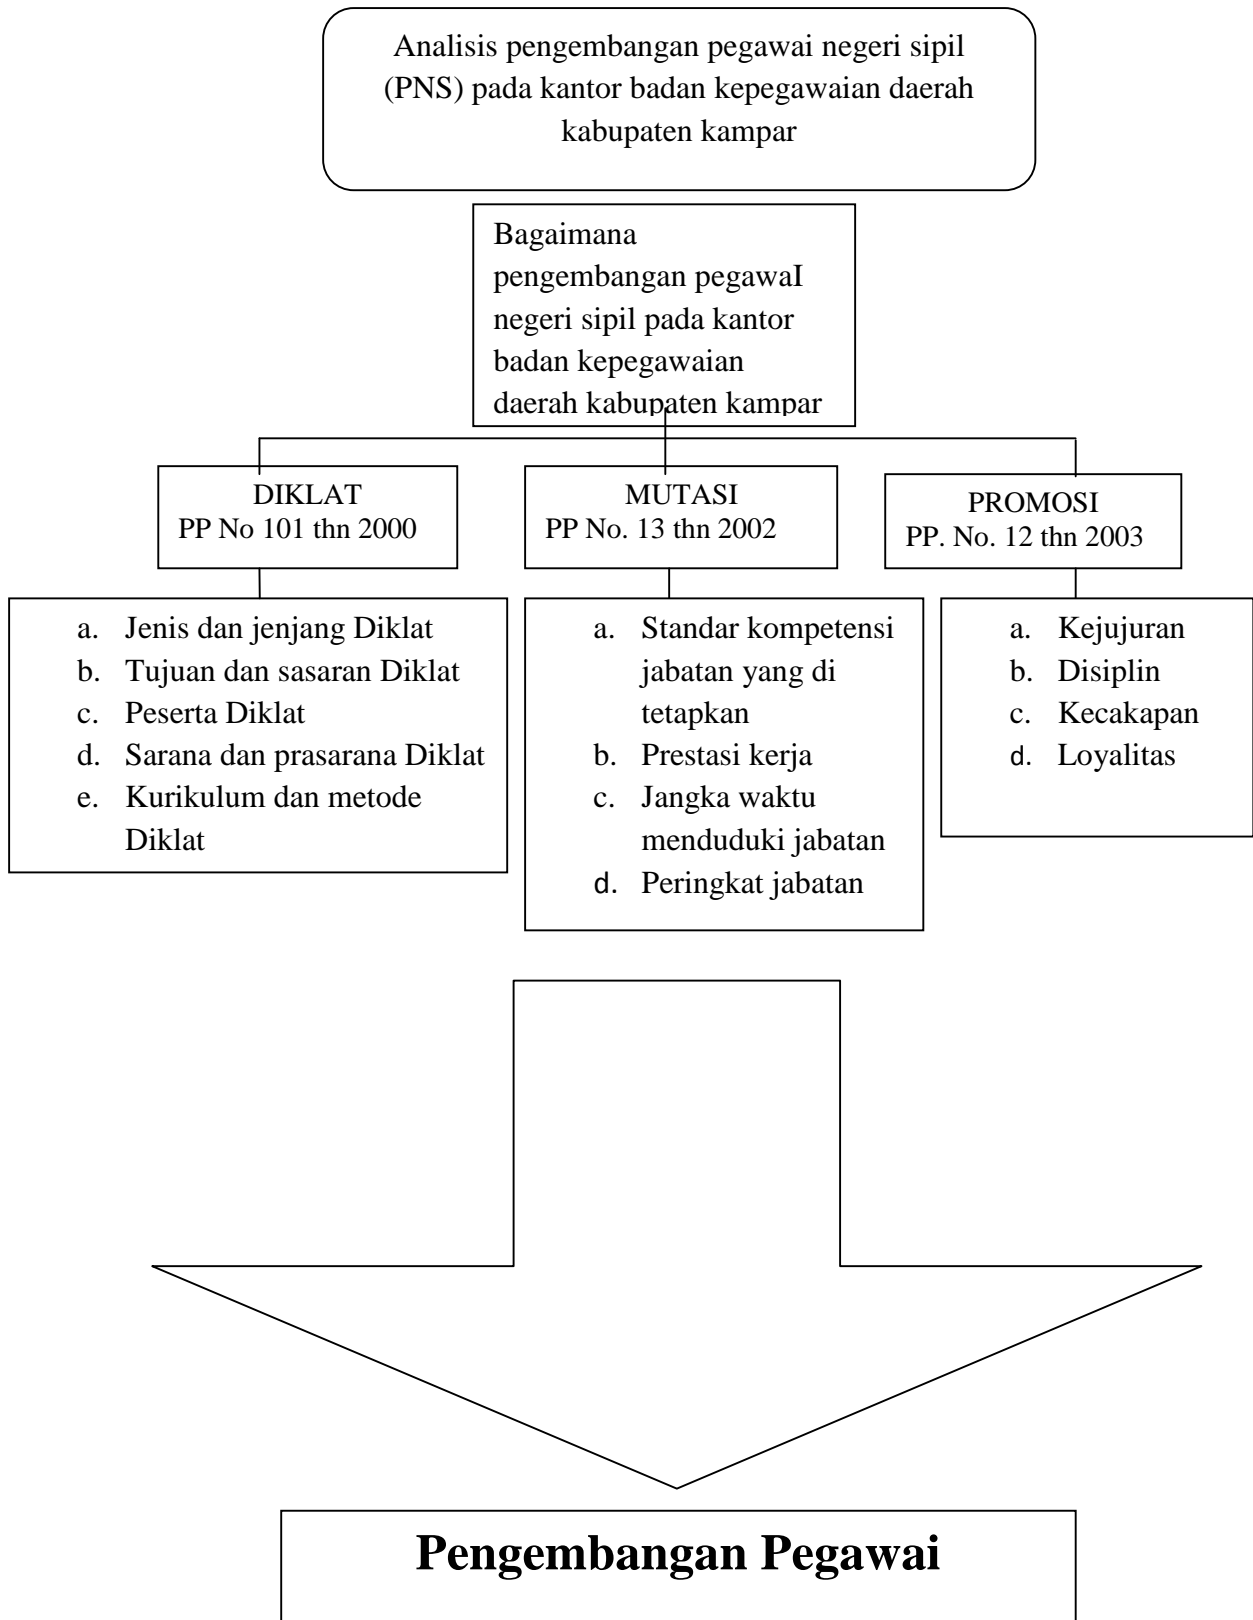 Analisis pengembangan pegawai negeri sipil
(PNS) pada kantor badan kepegawaian daerah
kabupaten kampar
Bagaimana
pengembangan pegawaI
negeri sipil pada kantor
badan kepegawaian
daerah kabupaten kampar
DIKLAT
PP No 101 thn 2000
MUTASI
PP No. 13 thn 2002
PROMOSI
PP. No. 12 thn 2003
a. Jenis dan jenjang Diklat
b. Tujuan dan sasaran Diklat
c. Peserta Diklat
d. Sarana dan prasarana Diklat
e. Kurikulum dan metode
Diklat
a. Standar kompetensi
jabatan yang di
tetapkan
b. Prestasi kerja
c. Jangka waktu
menduduki jabatan
d. Peringkat jabatan
a. Kejujuran
b. Disiplin
c. Kecakapan
d. Loyalitas
Pengembangan Pegawai